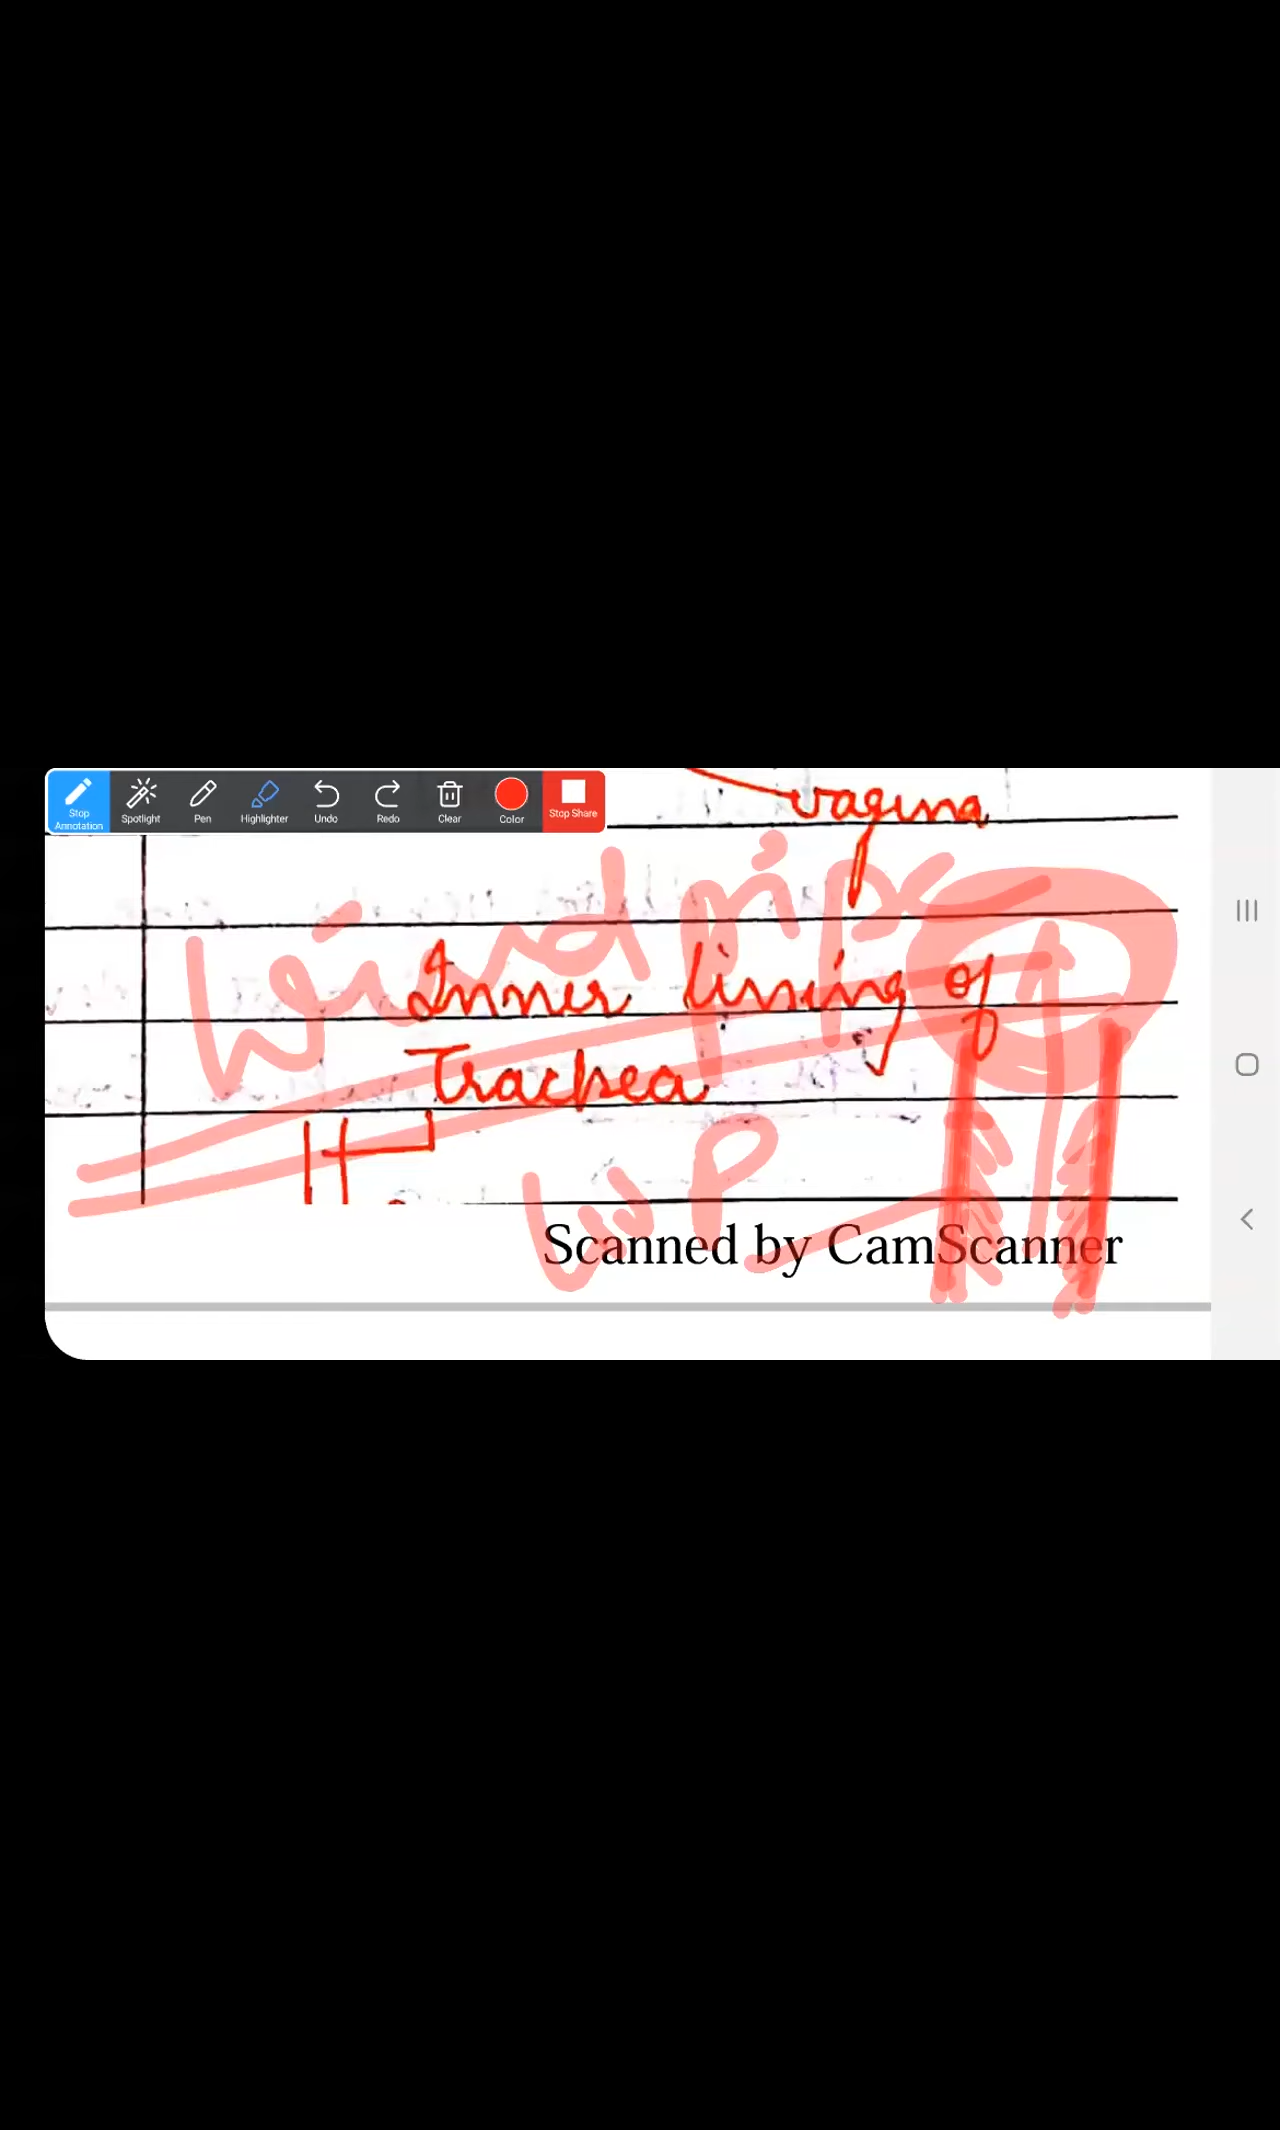 Stop Annotation
Spotlight
Pen
Highlighter
Undo
Redo
Clear
Color
Stop Share
vagina
Wind pipe
Inner lining of
Trachea
WP
Scanned by CamScanner